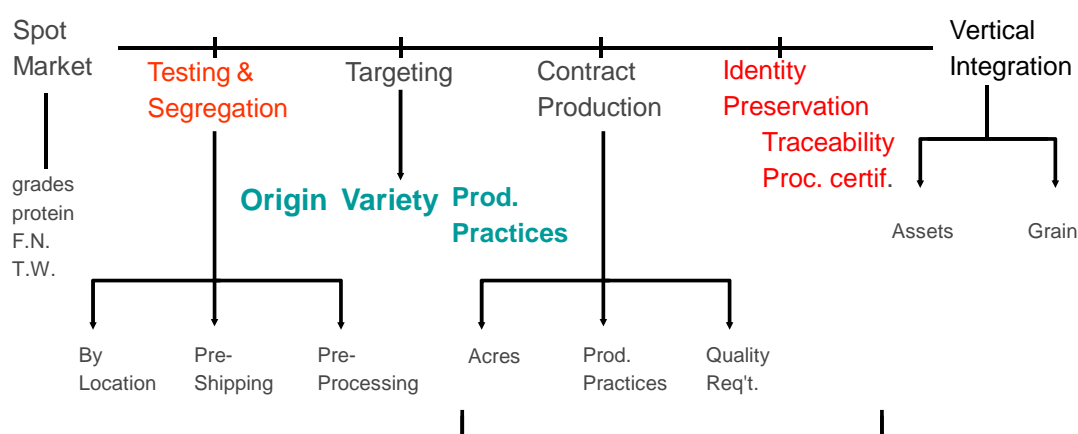 Spot
Market
Testing &
Segregation
Targeting
Contract
Production
Identity
Preservation
Traceability
Proc. certif.
Vertical
Integration
grades
protein
F.N.
T.W.
Origin Variety Prod.
Practices
Assets
Grain
By
Location
Pre-
Shipping
Pre-
Processing
Acres
Prod.
Practices
Quality
Req't.